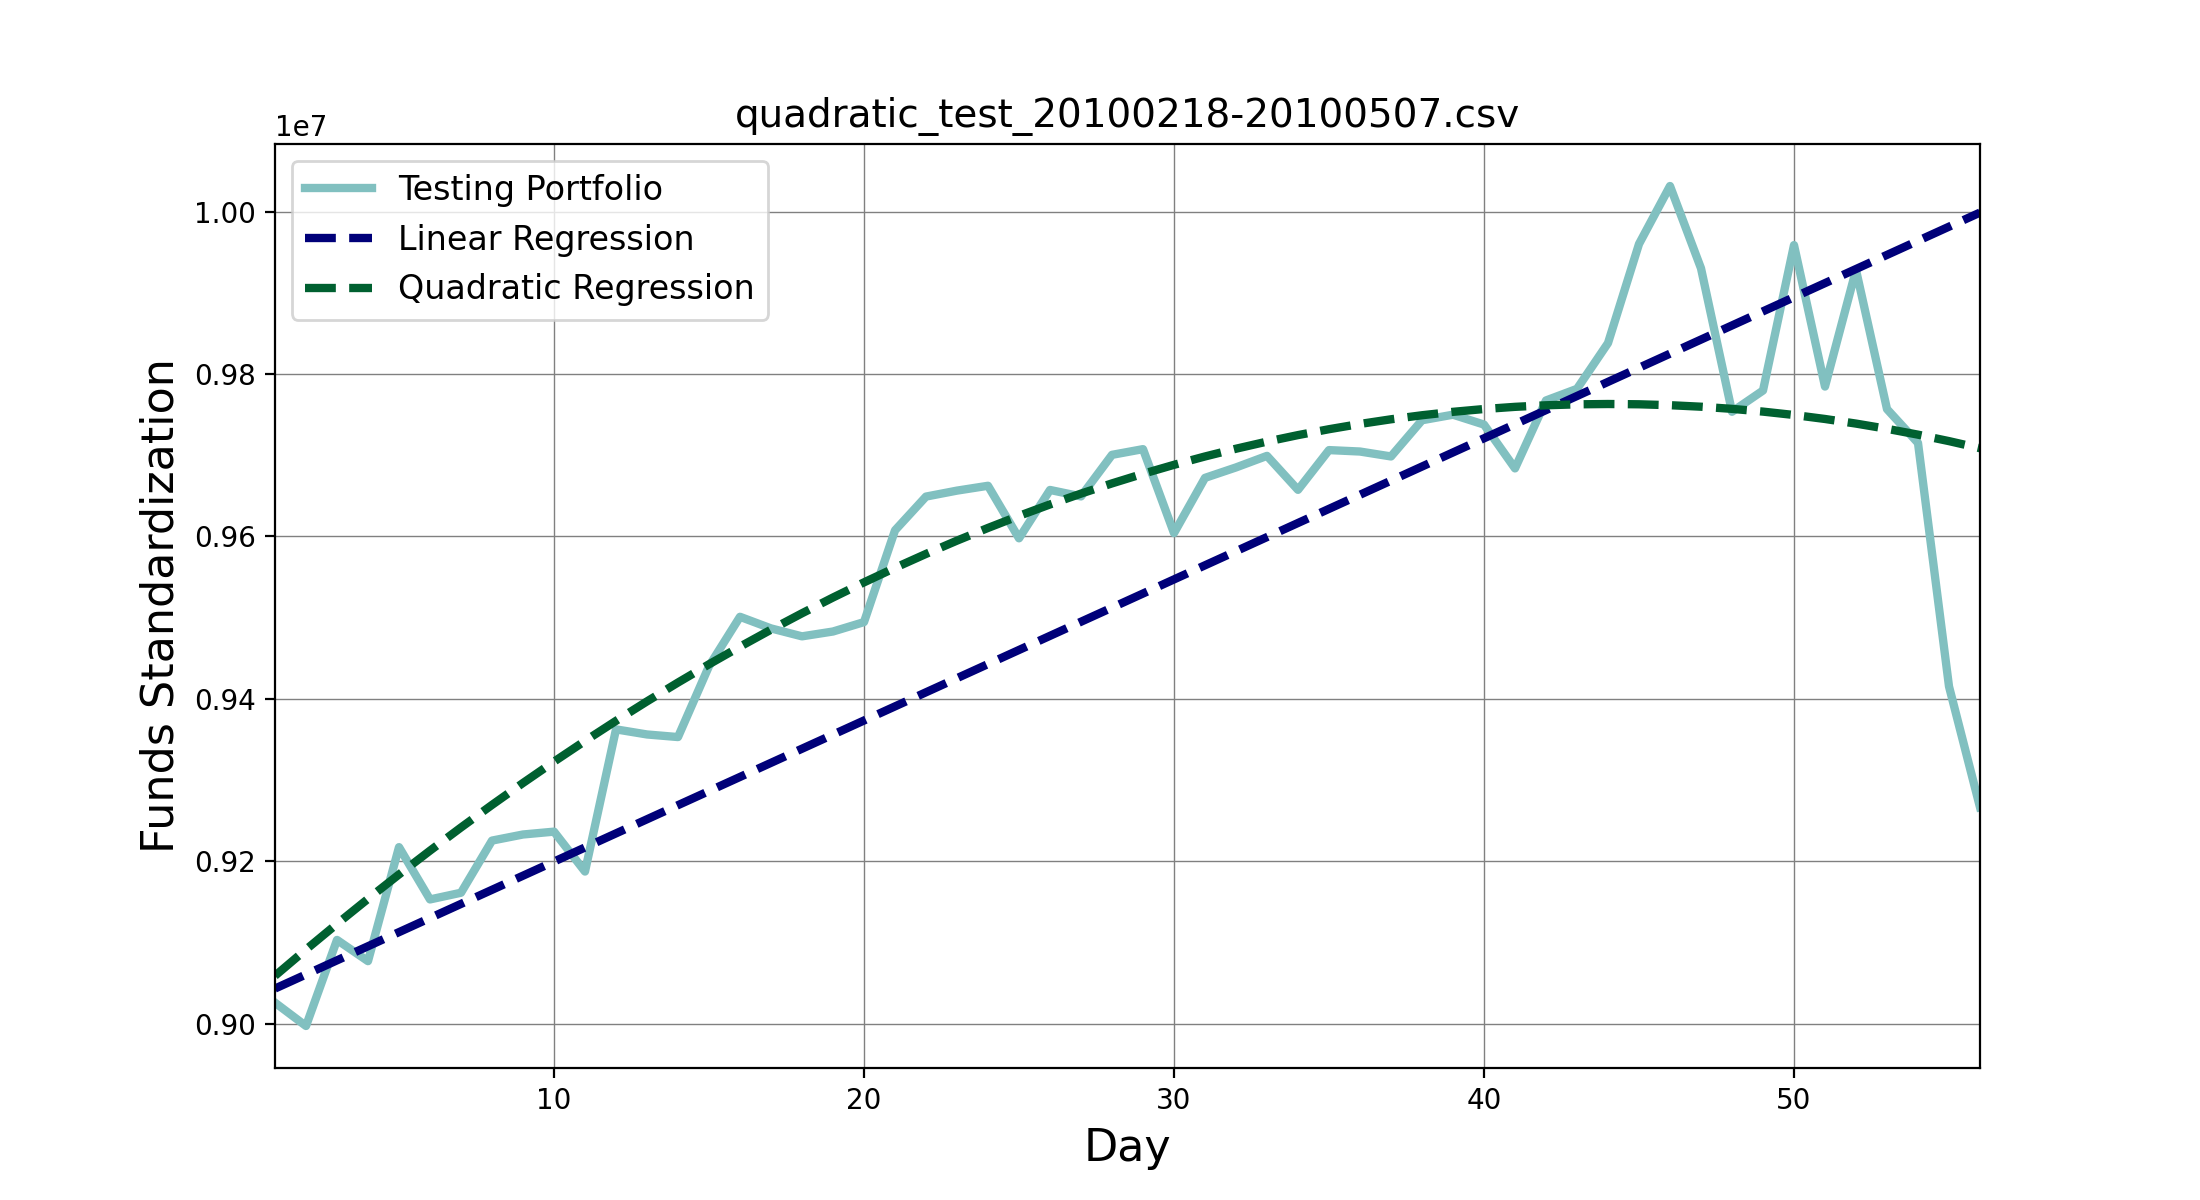 quadratic_test_20100218-20100507.csv
1e7
Testing Portfolio
Linear Regression
Quadratic Regression
Funds Standardization
1.00
0.98
0.96
0.94
0.92
0.90
10 20 30 40 50
Day